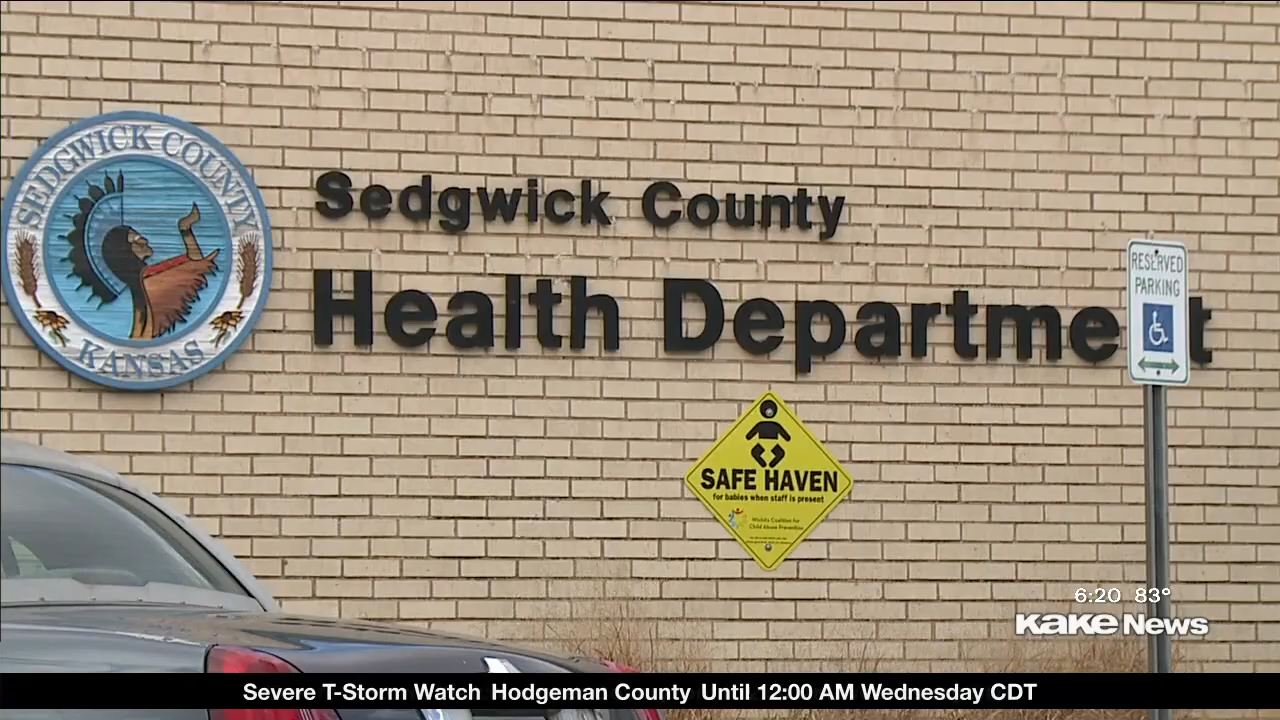 SEDGWICK COUNTY
KANSAS
Sedgwick County
Health Department
RESERVED
PARKING
SAFE HAVEN
for babies when staff is present
Wichita Coalition for
Child Abuse Prevention
6:20 83°
KAKE News
Severe T-Storm Watch Hodgeman County Until 12:00 AM Wednesday CDT